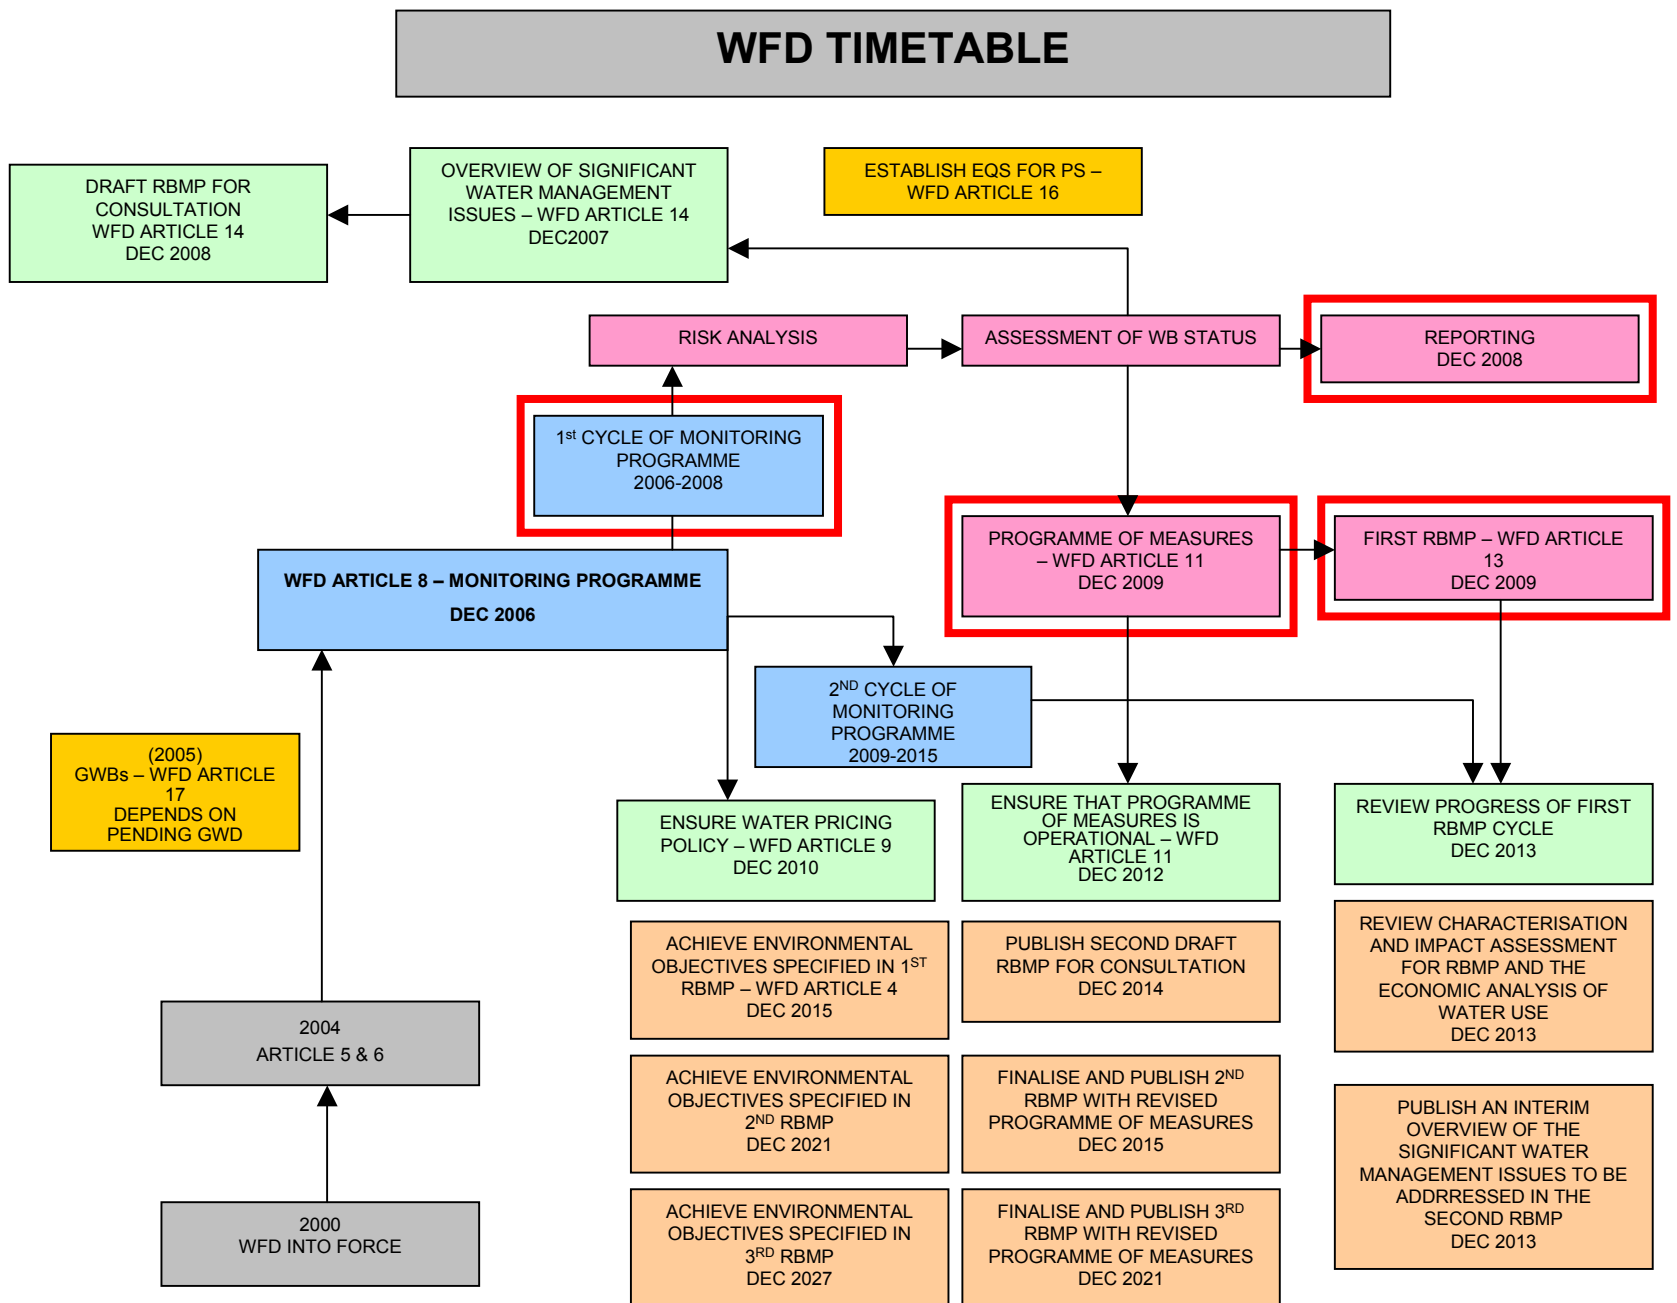 WFD TIMETABLE
DRAFT RBMP FOR
CONSULTATION
WFD ARTICLE 14
DEC 2008
OVERVIEW OF SIGNIFICANT
WATER MANAGEMENT
ISSUES – WFD ARTICLE 14
DEC2007
ESTABLISH EQS FOR PS –
WFD ARTICLE 16
RISK ANALYSIS
ASSESSMENT OF WB STATUS
REPORTING
DEC 2008
1st CYCLE OF MONITORING
PROGRAMME
2006-2008
WFD ARTICLE 8 – MONITORING PROGRAMME
DEC 2006
PROGRAMME OF MEASURES
– WFD ARTICLE 11
DEC 2009
FIRST RBMP – WFD ARTICLE
13
DEC 2009
2ND CYCLE OF
MONITORING
PROGRAMME
2009-2015
(2005)
GWBs – WFD ARTICLE
17
DEPENDS ON
PENDING GWD
ENSURE WATER PRICING
POLICY – WFD ARTICLE 9
DEC 2010
ENSURE THAT PROGRAMME
OF MEASURES IS
OPERATIONAL – WFD
ARTICLE 11
DEC 2012
REVIEW PROGRESS OF FIRST
RBMP CYCLE
DEC 2013
ACHIEVE ENVIRONMENTAL
OBJECTIVES SPECIFIED IN 1ST
RBMP – WFD ARTICLE 4
DEC 2015
PUBLISH SECOND DRAFT
RBMP FOR CONSULTATION
DEC 2014
REVIEW CHARACTERISATION
AND IMPACT ASSESSMENT
FOR RBMP AND THE
ECONOMIC ANALYSIS OF
WATER USE
DEC 2013
2004
ARTICLE 5 & 6
ACHIEVE ENVIRONMENTAL
OBJECTIVES SPECIFIED IN
2ND RBMP
DEC 2021
FINALISE AND PUBLISH 2ND
RBMP WITH REVISED
PROGRAMME OF MEASURES
DEC 2015
PUBLISH AN INTERIM
OVERVIEW OF THE
SIGNIFICANT WATER
MANAGEMENT ISSUES TO BE
ADDRRESSED IN THE
SECOND RBMP
DEC 2013
2000
WFD INTO FORCE
ACHIEVE ENVIRONMENTAL
OBJECTIVES SPECIFIED IN
3RD RBMP
DEC 2027
FINALISE AND PUBLISH 3RD
RBMP WITH REVISED
PROGRAMME OF MEASURES
DEC 2021